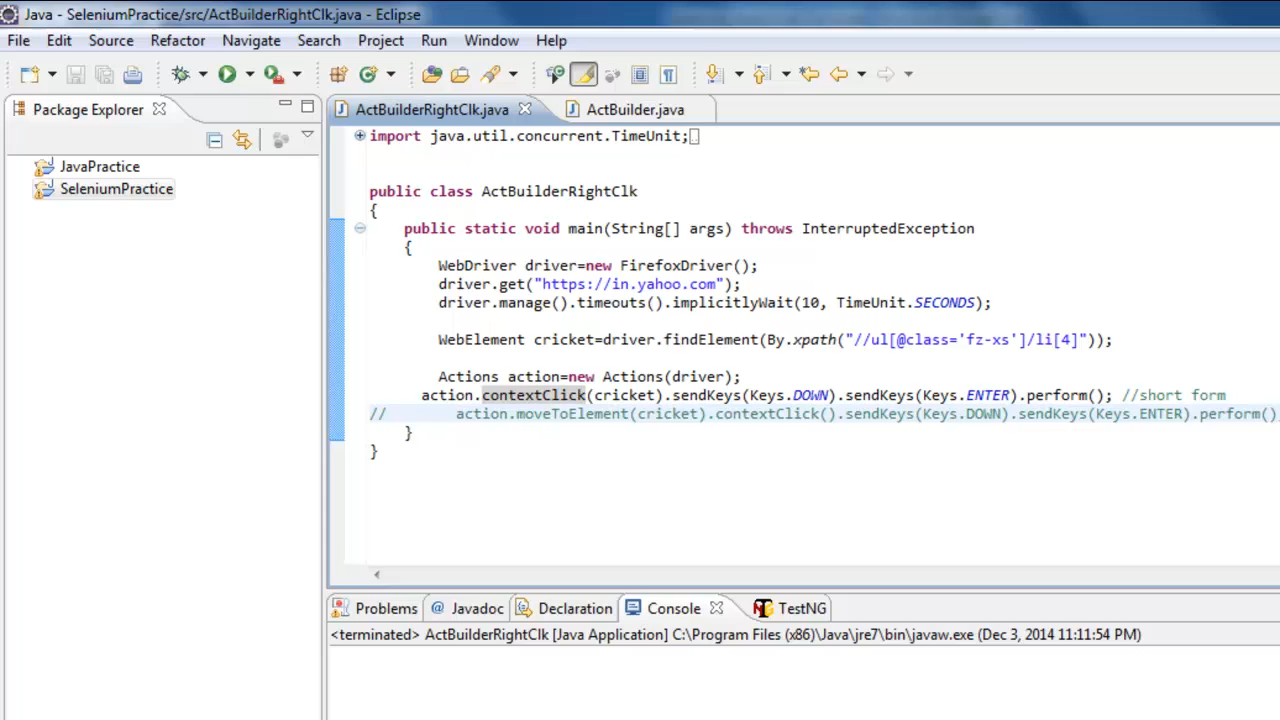 Java - SeleniumPractice/src/ActBuilderRightClk.java - Eclipse
File Edit Source Refactor Navigate Search Project Run Window Help
Package Explorer
ActBuilderRightClk.java ActBuilder.java
JavaPractice
SeleniumPractice
import java.util.concurrent.TimeUnit;
public class ActBuilderRightClk
{
public static void main(String[] args) throws InterruptedException
{
WebDriver driver=new FirefoxDriver();
driver.get("https://in.yahoo.com");
driver.manage().timeouts().implicitlyWait(10, TimeUnit.SECONDS);
WebElement cricket=driver.findElement(By.xpath("//ul[@class='fz-xs']/li[4]"));
Actions action=new Actions(driver);
action.contextClick(cricket).sendKeys(Keys.DOWN).sendKeys(Keys.ENTER).perform(); //short form
// action.moveToElement(cricket).contextClick().sendKeys(Keys.DOWN).sendKeys(Keys.ENTER).perform()
}
}
Problems @ Javadoc Declaration Console TestNG
<terminated> ActBuilderRightClk [Java Application] C:\Program Files (x86)\Java\jre7\bin\javaw.exe (Dec 3, 2014 11:11:54 PM)